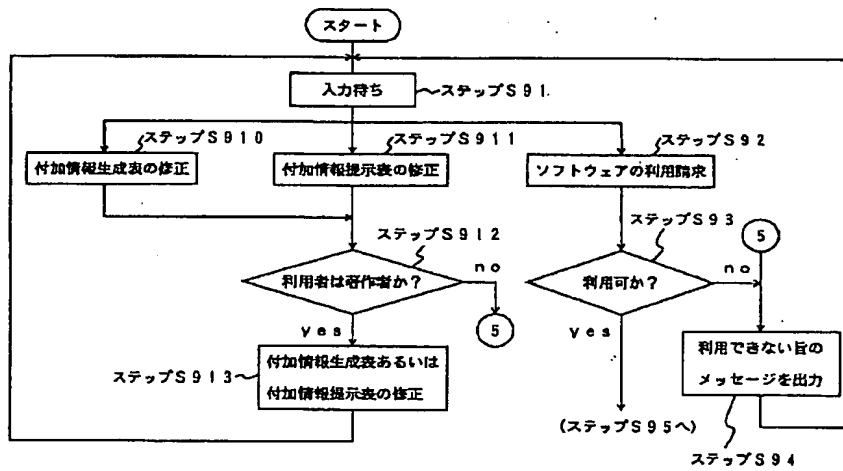 スタート
入力待ち
ステップS91
ステップS910
ステップS911
ステップS92
付加情報生成表の修正
付加情報提示表の修正
ソフトウェアの利用請求
ステップS912
ステップS93
5
利用者は著作者か?
no
利用可か?
no
yes
5
yes
ステップS913
付加情報生成表あるいは
付加情報提示表の修正
利用できない旨の
メッセージを出力
(ステップS95へ)
ステップS94